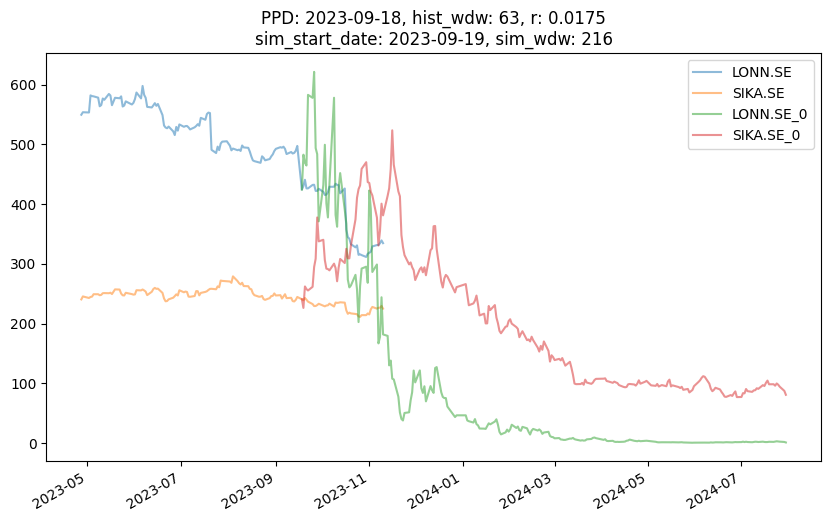 PPD: 2023-09-18, hist_wdw: 63, r: 0.0175
sim_start_date: 2023-09-19, sim_wdw: 216
LONN.SE
SIKA.SE
LONN.SE_0
SIKA.SE_0
600
500
400
300
200
100
0
2023-05
2023-07
2023-09
2023-11
2024-01
2024-03
2024-05
2024-07